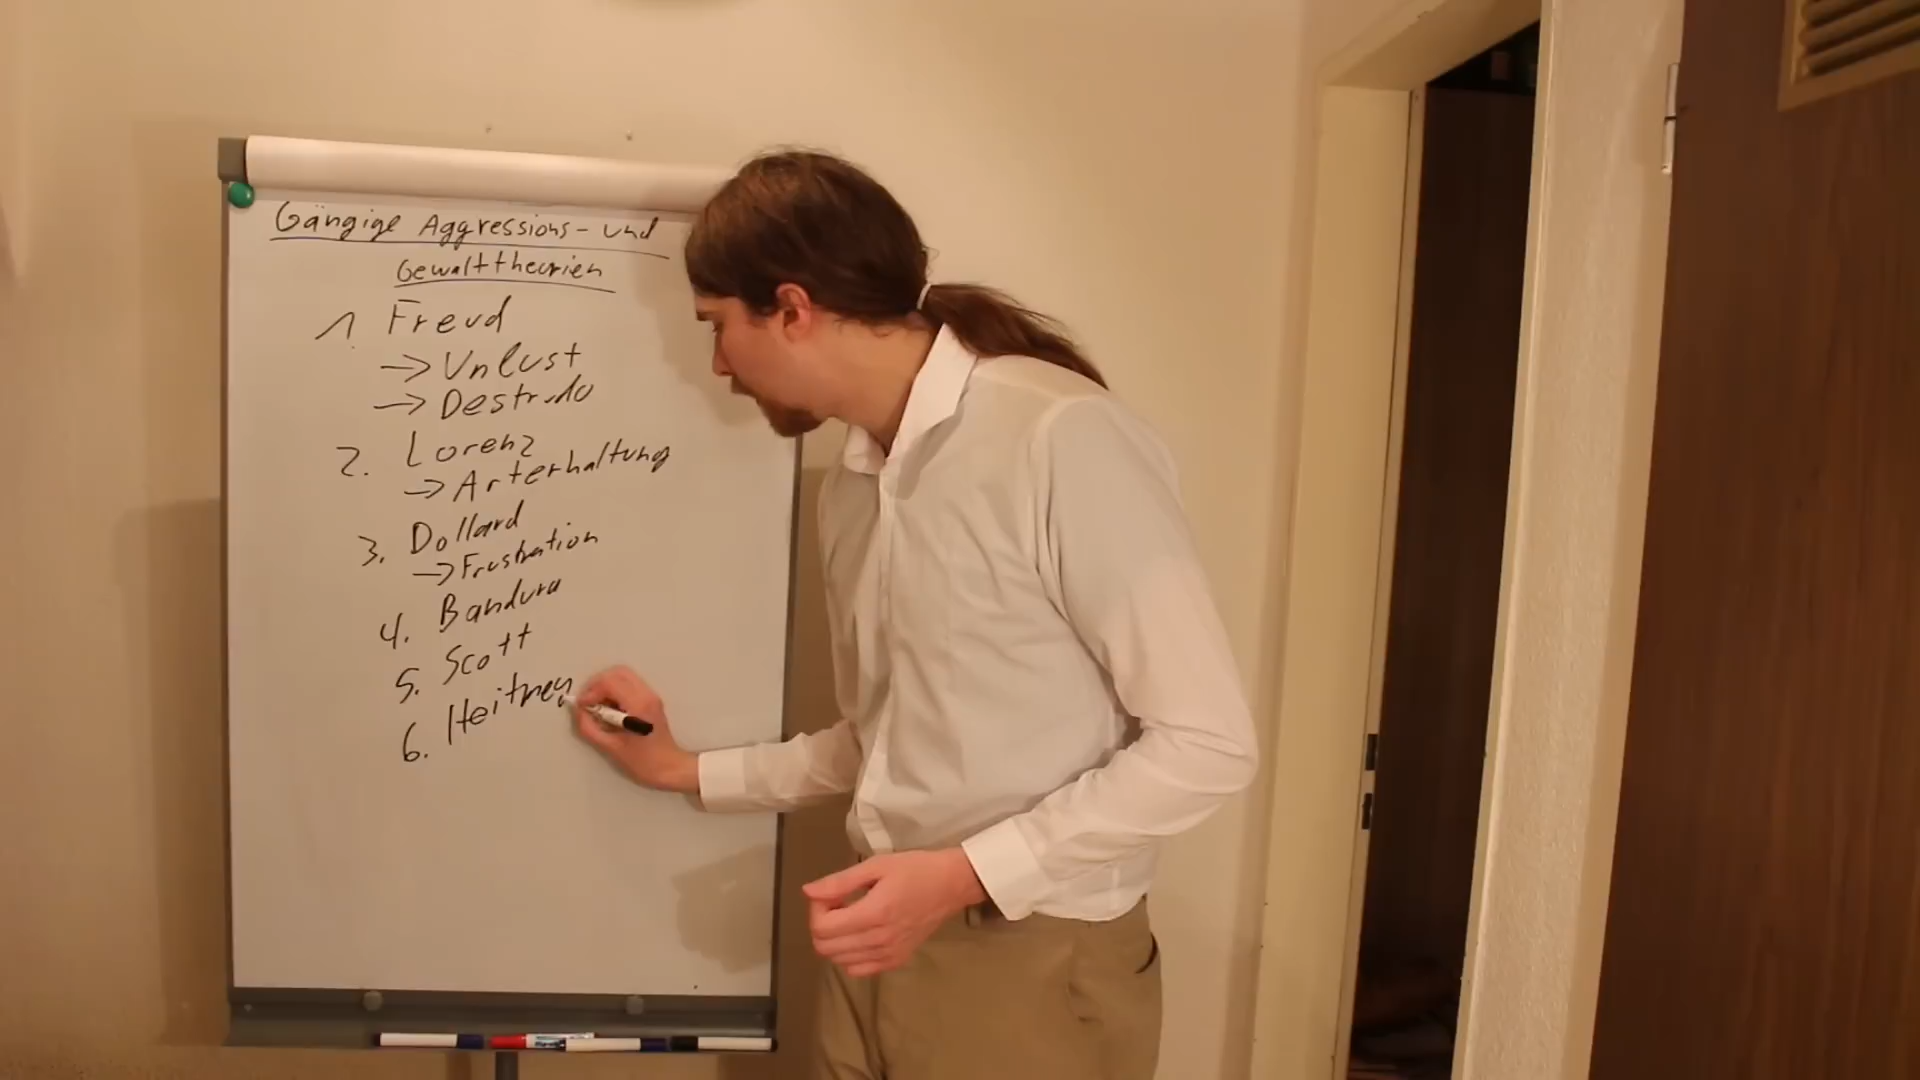 Gängige Aggressions- und
Gewalttheorien
1. Freud
→ Unlust
→ Destrudo
2. Lorenz
→ Arterhaltung
3. Dollard
→ Frustration
4. Bandura
5. Scott
6. Heitmey